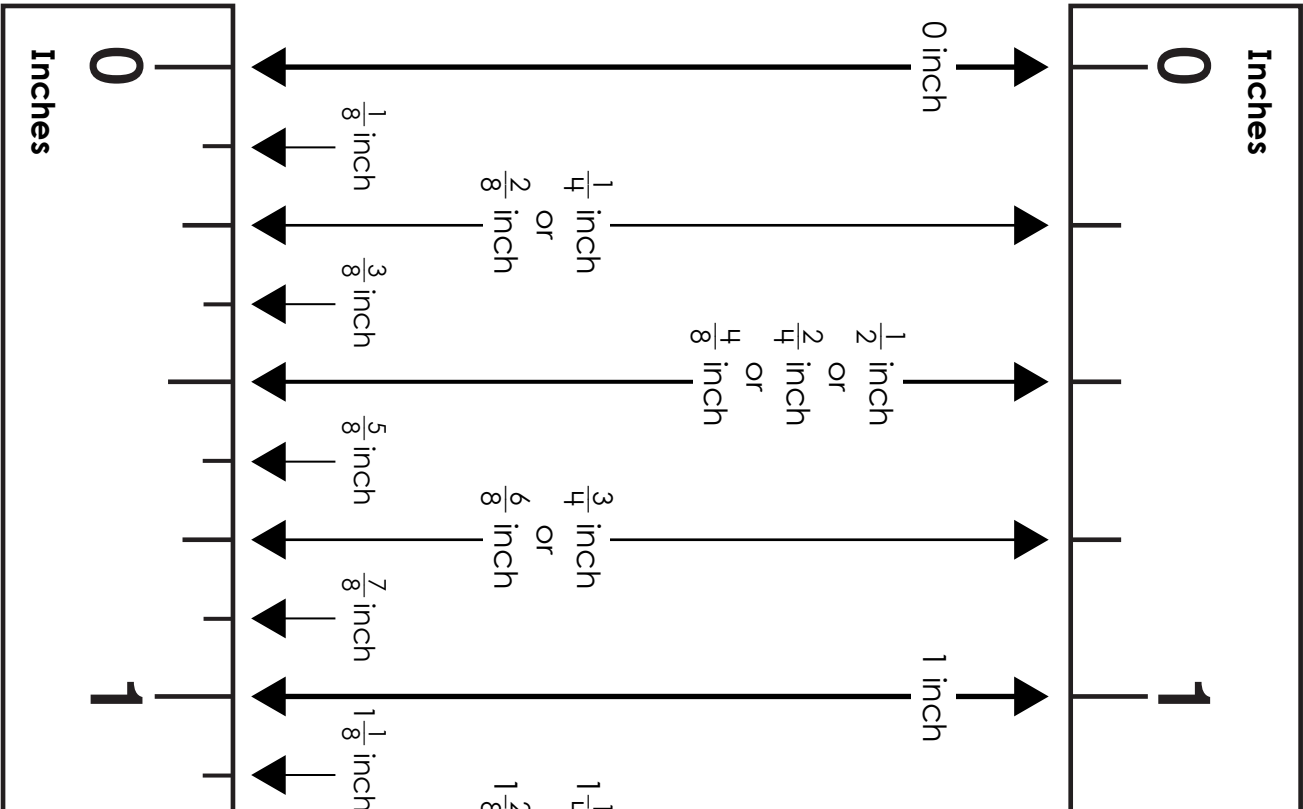 Inches
0
1
0 inch
1 inch
1/2 inch
or
2/4 inch
or
4/8 inch
1/4 inch
or
2/8 inch
3/4 inch
or
6/8 inch
1/8 inch
3/8 inch
5/8 inch
7/8 inch
1 1/8 inch
0
1
Inches